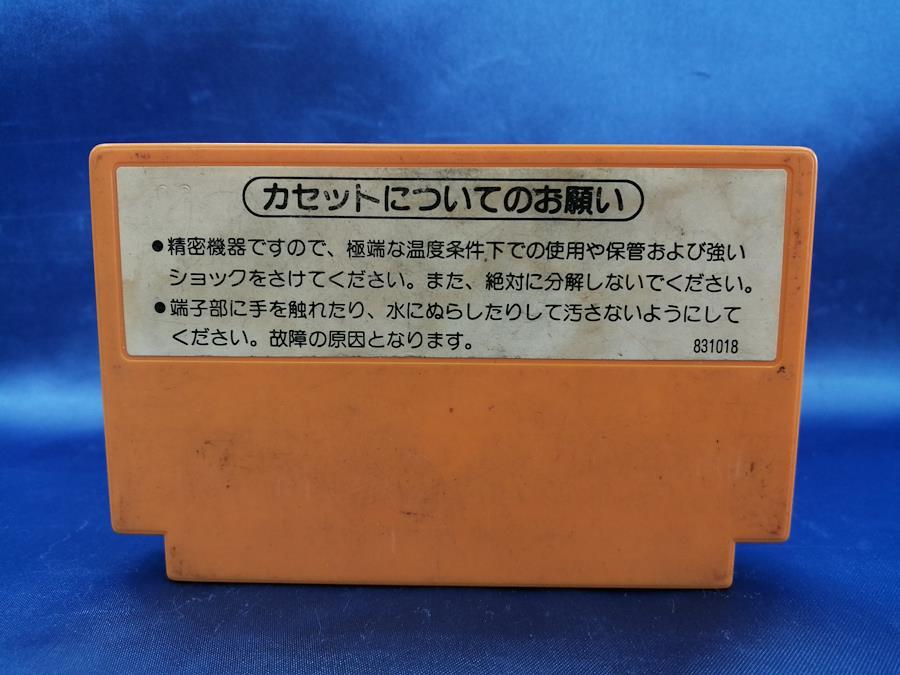 カセットについてのお願い
●精密機器ですので、極端な温度条件下での使用や保管および強い
ショックをさけてください。また、絶対に分解しないでください。
●端子部に手を触れたり、水にぬらしたりして汚さないようにして
ください。故障の原因となります。
831018